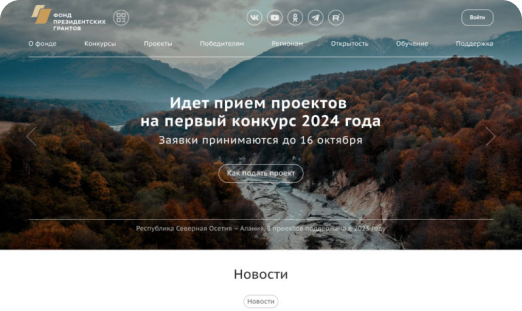 ФОНД
ПРЕЗИДЕНТСКИХ
ГРАНТОВ
Войти
О фонде Конкурсы Проекты Победителям Регионам Открытость Обучение Поддержка
Идет прием проектов
на первый конкурс 2024 года
Заявки принимаются до 16 октября
Как подать проект
Республика Северная Осетия – Алания, 8 проектов поддержано в 2023 году
Новости
Новости